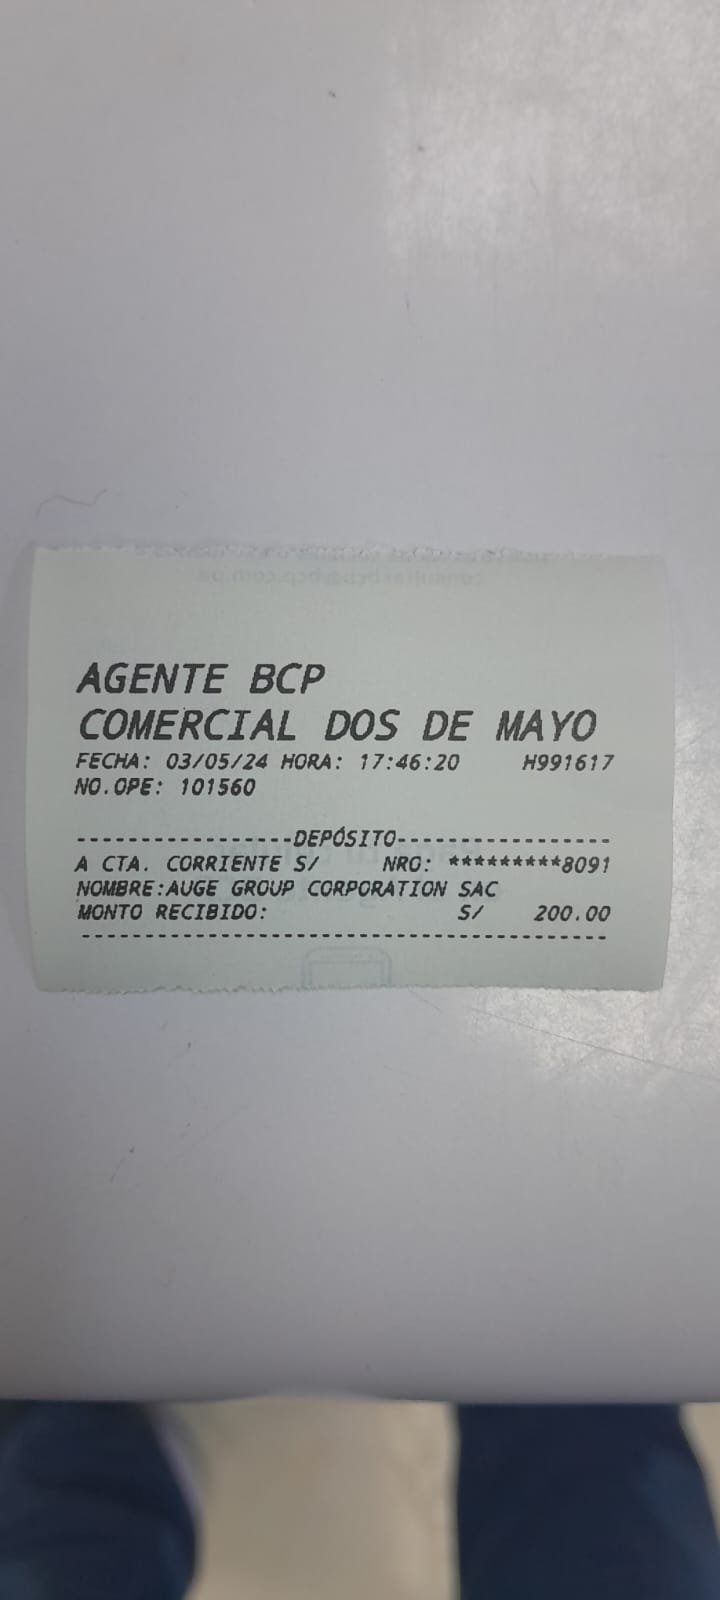 AGENTE BCP
COMERCIAL DOS DE MAYO
FECHA: 03/05/24 HORA: 17:46:20 H991617
NO.OPE: 101560
-----------------DEPÓSITO-----------------
A CTA. CORRIENTE S/ NRO: *********8091
NOMBRE:AUGE GROUP CORPORATION SAC
MONTO RECIBIDO: S/ 200.00
-----------------------------------------